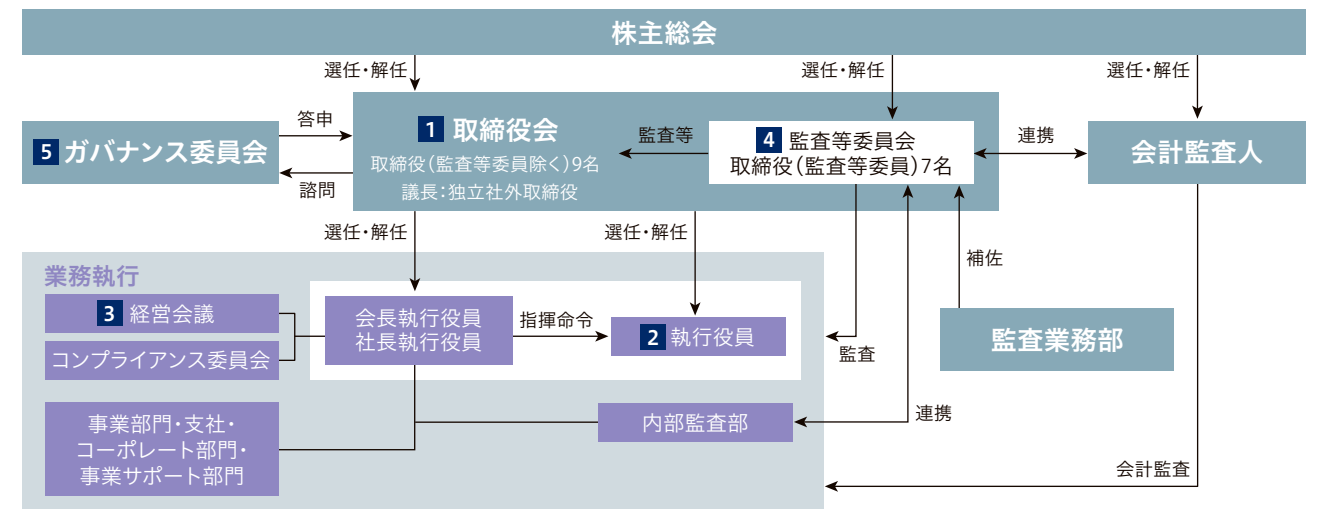 株主総会
選任・解任
選任・解任
選任・解任
5 ガバナンス委員会
答申
諮問
1 取締役会
取締役(監査等委員除く)9名
議長:独立社外取締役
監査等
4 監査等委員会
取締役(監査等委員)7名
連携
会計監査人
選任・解任
選任・解任
補佐
業務執行
3 経営会議
コンプライアンス委員会
会長執行役員
社長執行役員
指揮命令
2 執行役員
監査
監査業務部
事業部門・支社・
コーポレート部門・
事業サポート部門
内部監査部
連携
会計監査